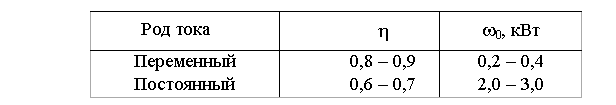 Род тока η ω₀, кВт
Переменный 0,8 – 0,9 0,2 – 0,4
Постоянный 0,6 – 0,7 2,0 – 3,0